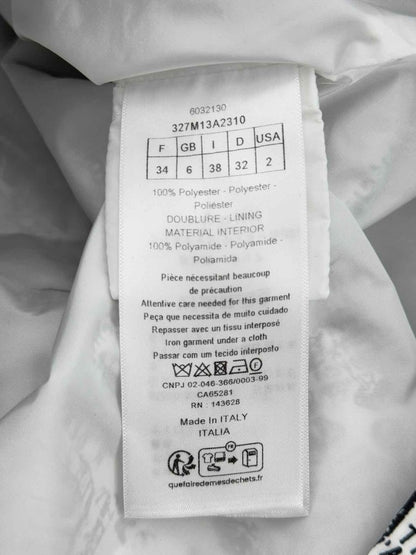 6032130
327M13A2310
F GB I D USA
34 6 38 32 2
100% Polyester - Polyester -
Poliéster
DOUBLURE - LINING
MATERIAL INTERIOR
100% Polyamide - Polyamide -
Poliamida
Pièce nécessitant beaucoup
de précaution
Attentive care needed for this garment
Peça que necessita de muito cuidado
Repasser avec un tissu interposé
Iron garment under a cloth
Passar com um tecido interposto
CNPJ 02-046-366/0003-99
CA65281
RN : 143628
Made In ITALY
ITALIA
FR
quefairedemesdechets.fr